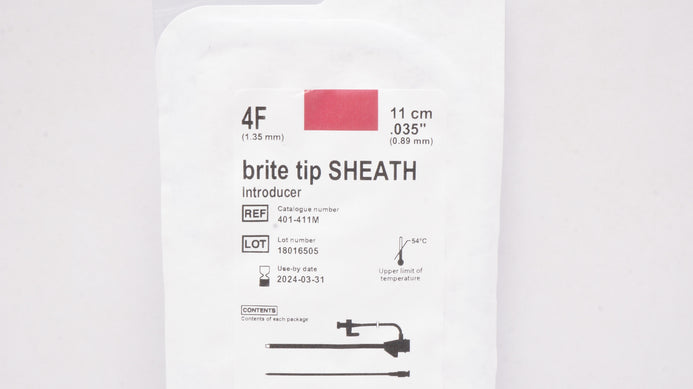 4F
(1.35 mm)
11 cm
.035"
(0.89 mm)
brite tip SHEATH
Introducer
REF
Catalogue number
401-411M
LOT
Lot number
18016505
54°C
Use-by date
2024-03-31
Upper limit of
temperature
CONTENTS
Contents of each package